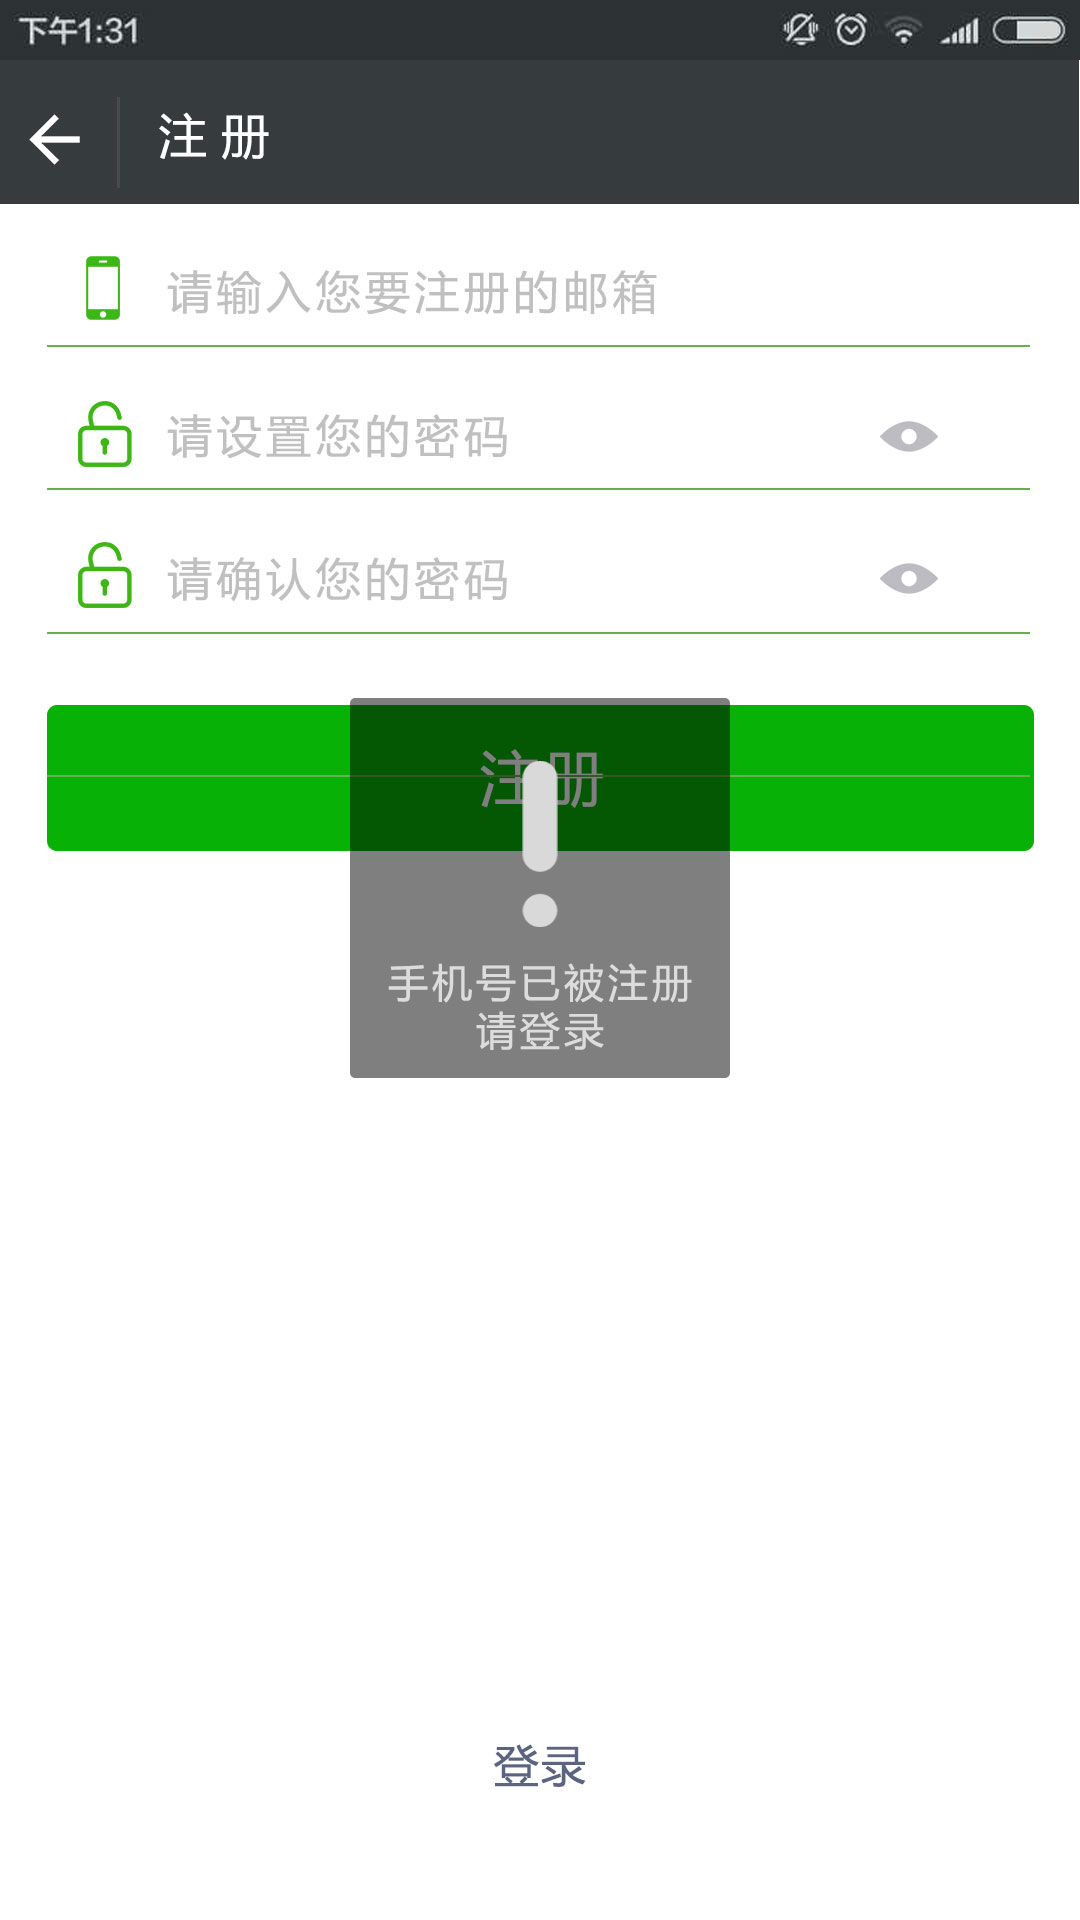 下午1:31
注 册
请输入您要注册的邮箱
请设置您的密码
请确认您的密码
注册
手机号已被注册
请登录
登录